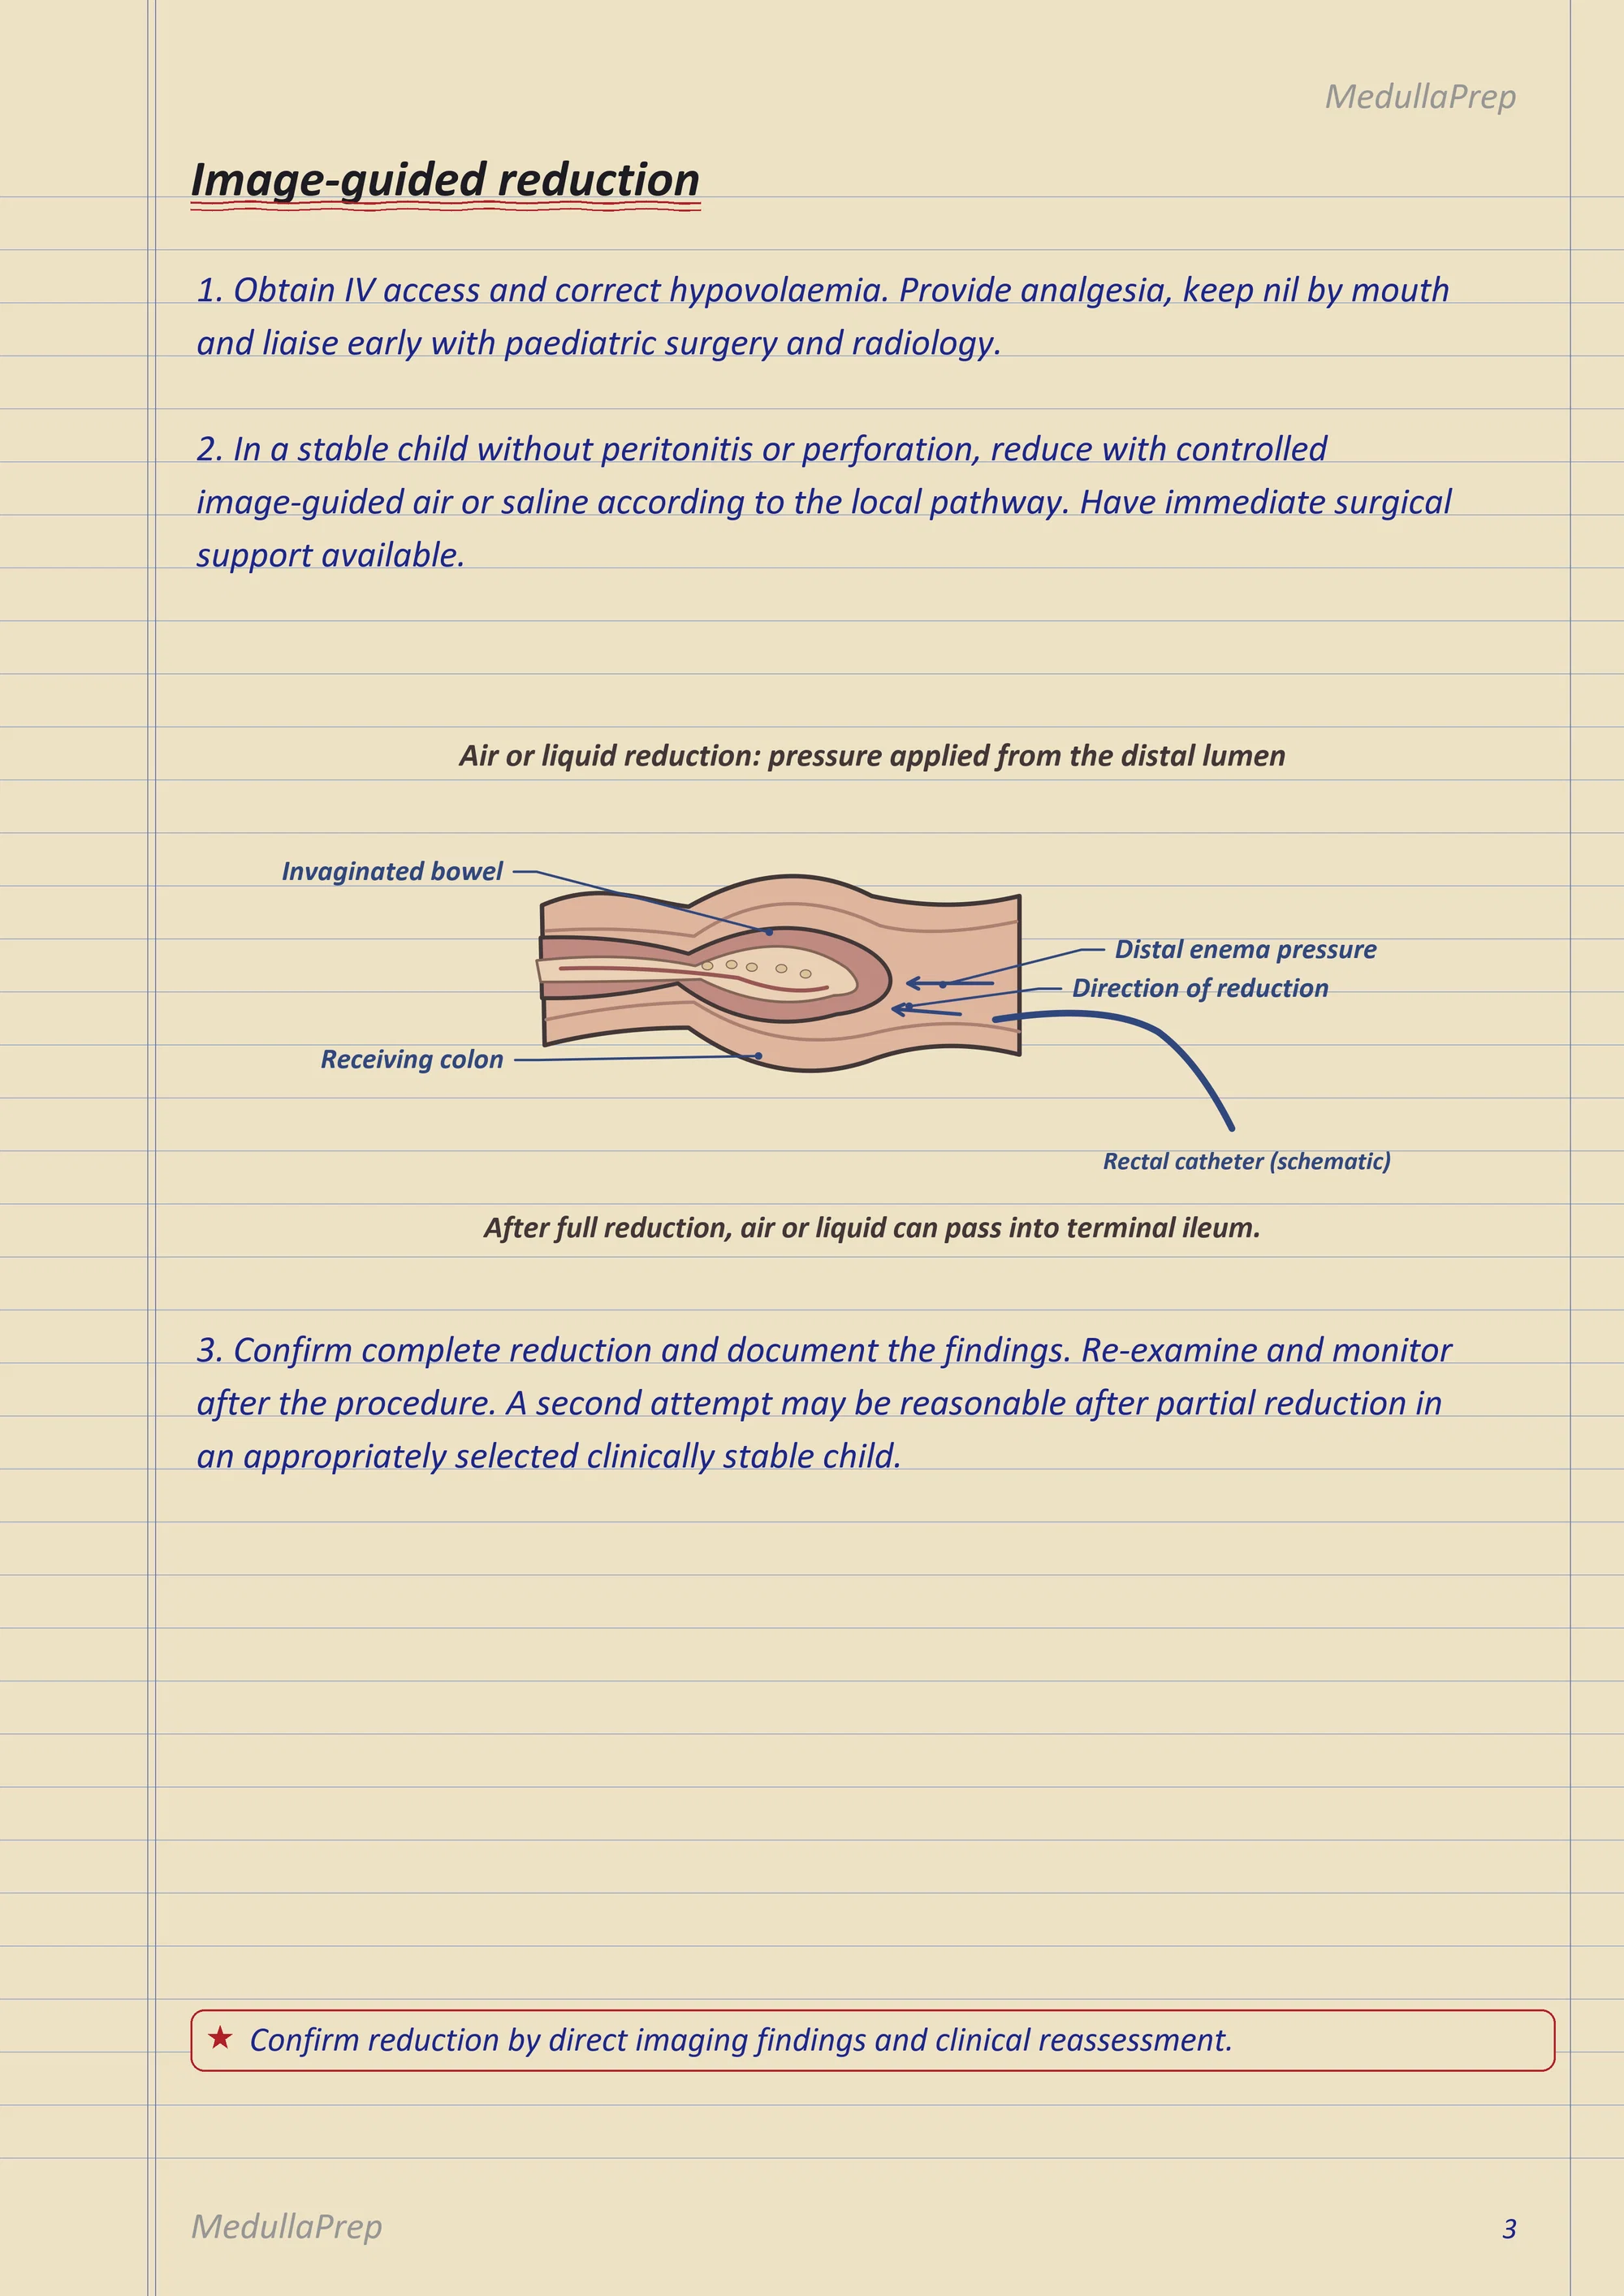 MedullaPrep
Image-guided reduction
1. Obtain IV access and correct hypovolaemia. Provide analgesia, keep nil by mouth
and liaise early with paediatric surgery and radiology.
2. In a stable child without peritonitis or perforation, reduce with controlled
image-guided air or saline according to the local pathway. Have immediate surgical
support available.
Air or liquid reduction: pressure applied from the distal lumen
Invaginated bowel
Distal enema pressure
Direction of reduction
Receiving colon
Rectal catheter (schematic)
After full reduction, air or liquid can pass into terminal ileum.
3. Confirm complete reduction and document the findings. Re-examine and monitor
after the procedure. A second attempt may be reasonable after partial reduction in
an appropriately selected clinically stable child.
★ Confirm reduction by direct imaging findings and clinical reassessment.
MedullaPrep
3